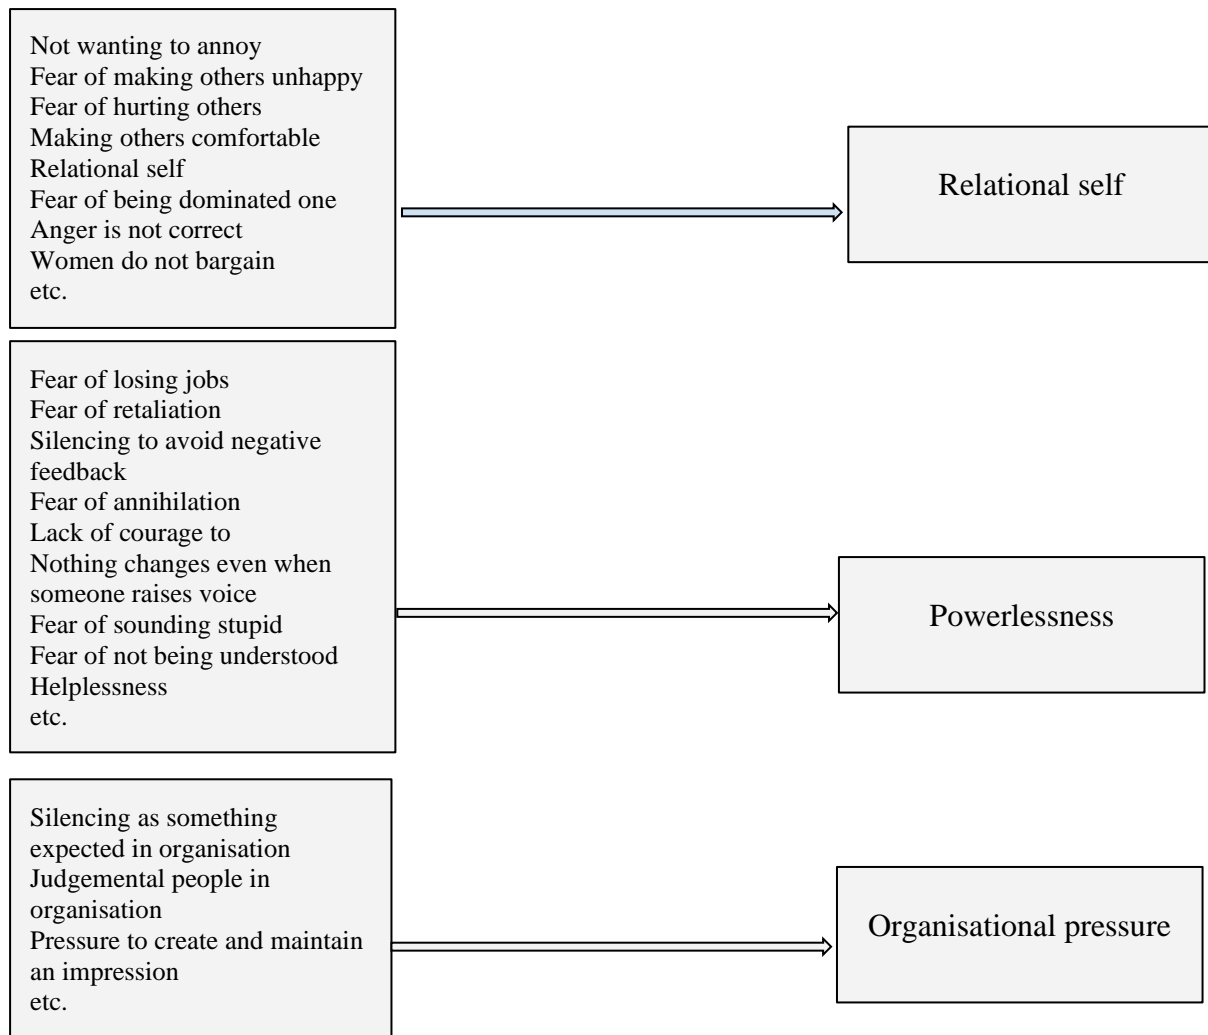 Not wanting to annoy
Fear of making others unhappy
Fear of hurting others
Making others comfortable
Relational self
Fear of being dominated one
Anger is not correct
Women do not bargain
etc.
Relational self
Fear of losing jobs
Fear of retaliation
Silencing to avoid negative
feedback
Fear of annihilation
Lack of courage to
Nothing changes even when
someone raises voice
Fear of sounding stupid
Fear of not being understood
Helplessness
etc.
Powerlessness
Silencing as something
expected in organisation
Judgemental people in
organisation
Pressure to create and maintain
an impression
etc.
Organisational pressure